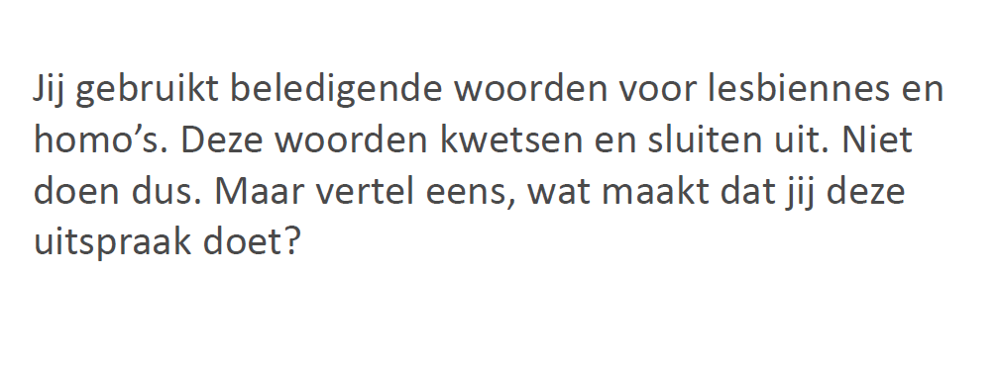 Jij gebruikt beledigende woorden voor lesbiennes en
homo’s. Deze woorden kwetsen en sluiten uit. Niet
doen dus. Maar vertel eens, wat maakt dat jij deze
uitspraak doet?